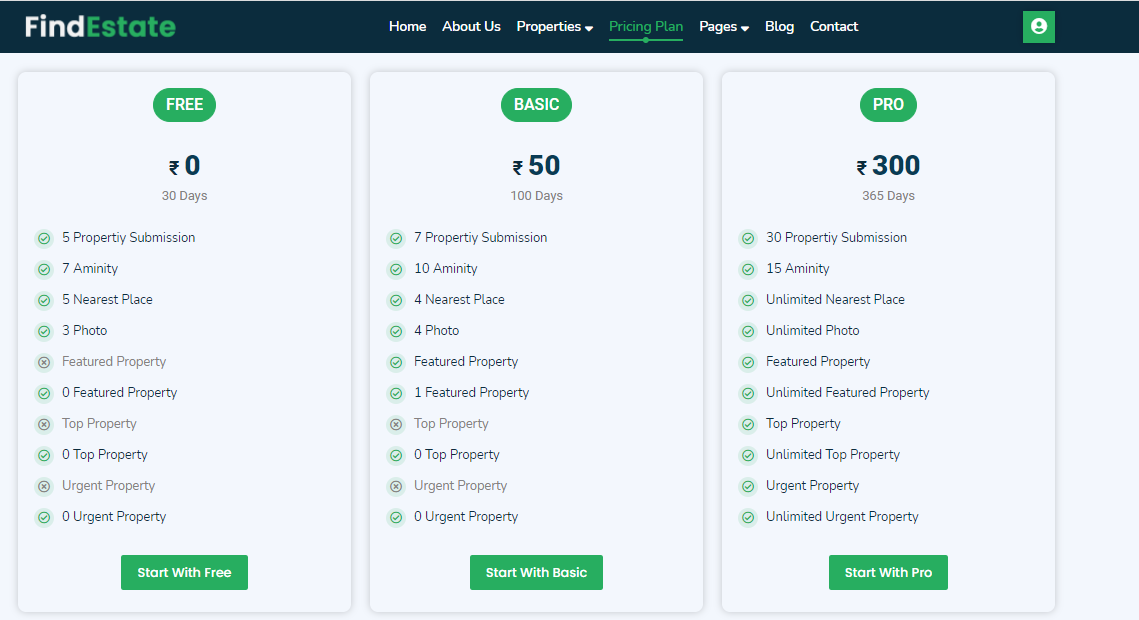 FindEstate
Home About Us Properties Pricing Plan Pages Blog Contact
FREE
₹ 0
30 Days
5 Propertiy Submission
7 Aminity
5 Nearest Place
3 Photo
Featured Property
0 Featured Property
Top Property
0 Top Property
Urgent Property
0 Urgent Property
Start With Free
BASIC
₹ 50
100 Days
7 Propertiy Submission
10 Aminity
4 Nearest Place
4 Photo
Featured Property
1 Featured Property
Top Property
0 Top Property
Urgent Property
0 Urgent Property
Start With Basic
PRO
₹ 300
365 Days
30 Propertiy Submission
15 Aminity
Unlimited Nearest Place
Unlimited Photo
Featured Property
Unlimited Featured Property
Top Property
Unlimited Top Property
Urgent Property
Unlimited Urgent Property
Start With Pro